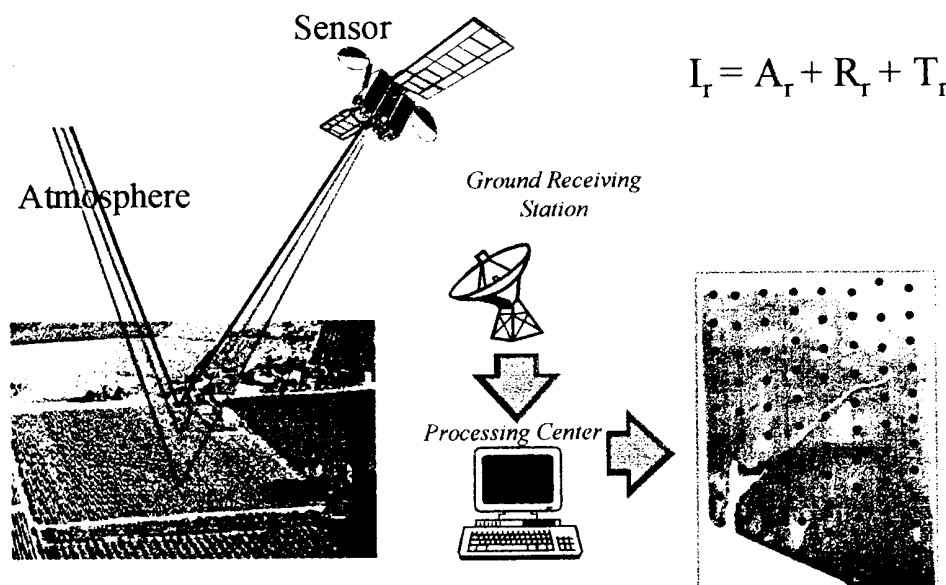 Sensor
I_r = A_r + R_r + T_r
Atmosphere
Ground Receiving
Station
Processing Center